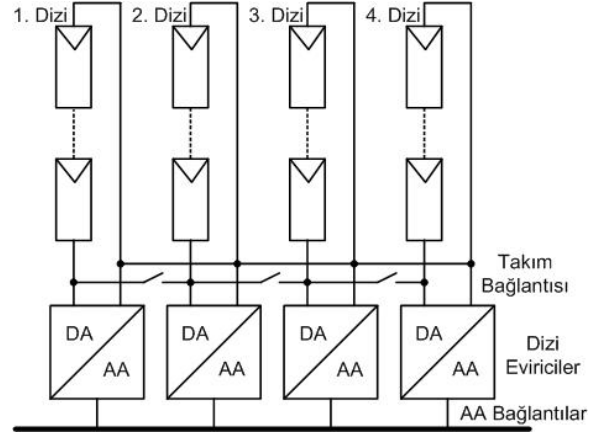 1. Dizi 2. Dizi 3. Dizi 4. Dizi
Takım
Bağlantısı
DA DA DA DA
AA AA AA AA
Dizi
Eviriciler
AA Bağlantılar